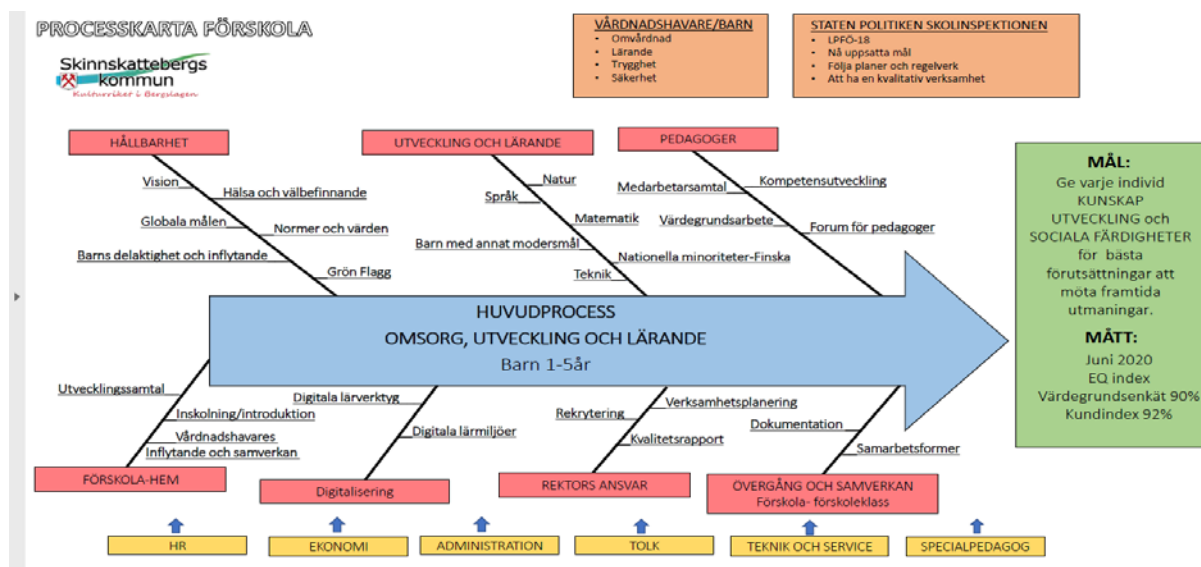 PROCESSKARTA FÖRSKOLA
Skinnskattebergs
kommun
Kulturriket i Bergslagen
VÅRDNADSHAVARE/BARN
• Omvårdnad
• Lärande
• Trygghet
• Säkerhet
STATEN POLITIKEN SKOLINSPEKTIONEN
• LPFÖ-18
• Nå uppsatta mål
• Följa planer och regelverk
• Att ha en kvalitativ verksamhet
HÅLLBARHET
Vision
Hälsa och välbefinnande
Globala målen
Normer och värden
Barns delaktighet och inflytande
Grön Flagg
UTVECKLING OCH LÄRANDE
Natur
Språk
Matematik
Barn med annat modersmål
Nationella minoriteter-Finska
Teknik
PEDAGOGER
Kompetensutveckling
Medarbetarsamtal
Värdegrundsarbete
Forum för pedagoger
HUVUDPROCESS
OMSORG, UTVECKLING OCH LÄRANDE
Barn 1-5år
MÅL:
Ge varje individ
KUNSKAP
UTVECKLING och
SOCIALA FÄRDIGHETER
för bästa
förutsättningar att
möta framtida
utmaningar.
MÅTT:
Juni 2020
EQ index
Värdegrundsenkät 90%
Kundindex 92%
Utvecklingssamtal
Inskolning/introduktion
Vårdnadshavares
Inflytande och samverkan
FÖRSKOLA-HEM
Digitala lärverktyg
Digitala lärmiljöer
Digitalisering
Verksamhetsplanering
Rekrytering
Kvalitetsrapport
REKTORS ANSVAR
Dokumentation
Samarbetsformer
ÖVERGÅNG OCH SAMVERKAN
Förskola- förskoleklass
HR
EKONOMI
ADMINISTRATION
TOLK
TEKNIK OCH SERVICE
SPECIALPEDAGOG